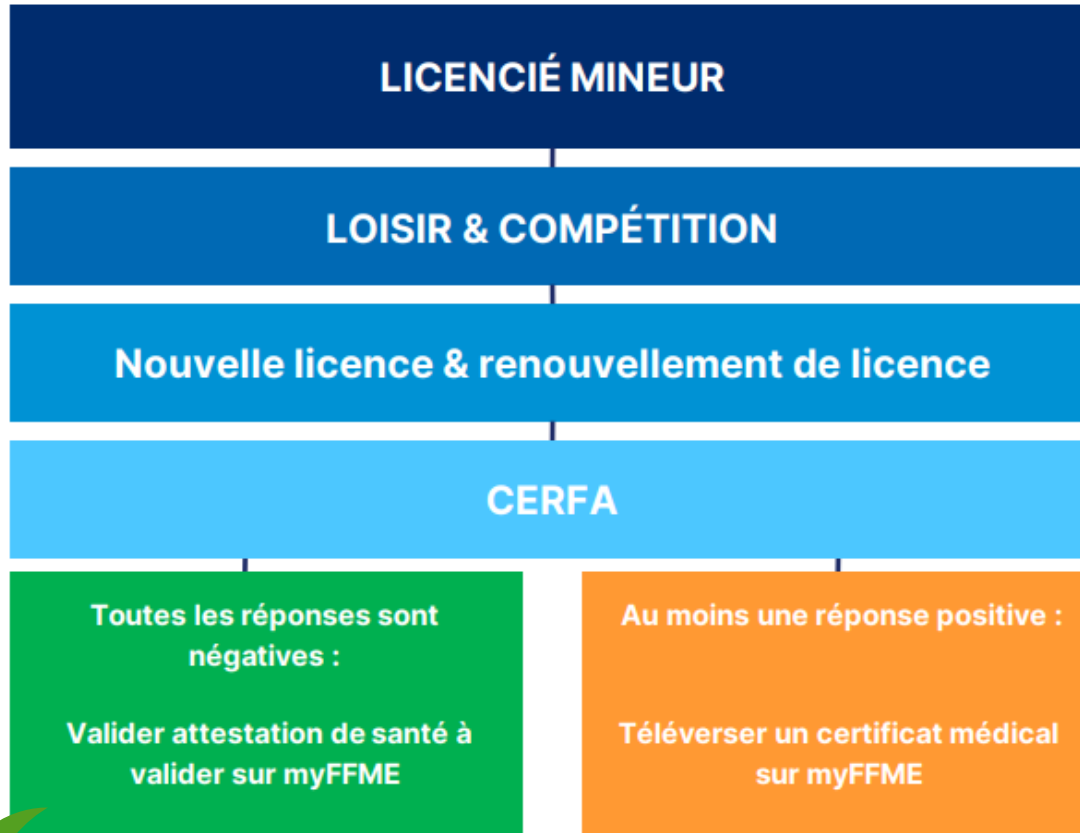 LICENCIÉ MINEUR
LOISIR & COMPÉTITION
Nouvelle licence & renouvellement de licence
CERFA
Toutes les réponses sont
négatives :
Valider attestation de santé à
valider sur myFFME
Au moins une réponse positive :
Téléverser un certificat médical
sur myFFME